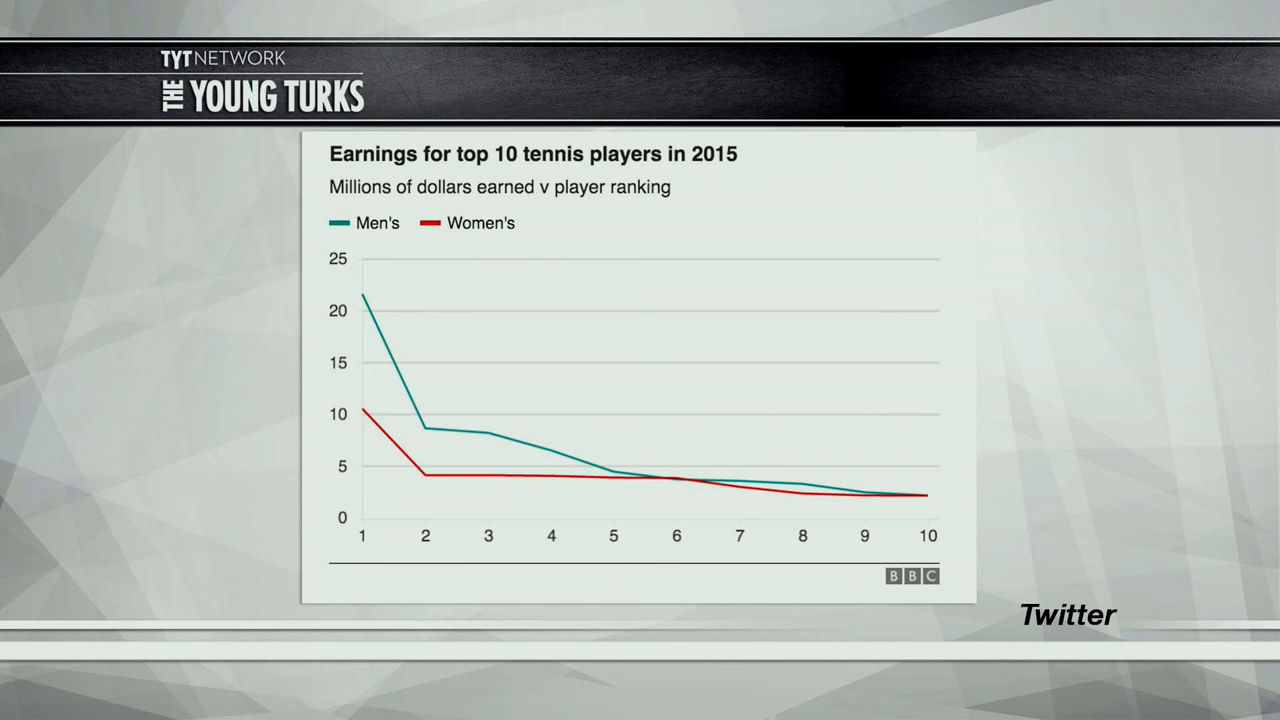 TYT NETWORK
THE YOUNG TURKS
Earnings for top 10 tennis players in 2015
Millions of dollars earned v player ranking
Men's Women's
25
20
15
10
5
0
1 2 3 4 5 6 7 8 9 10
BBC
Twitter